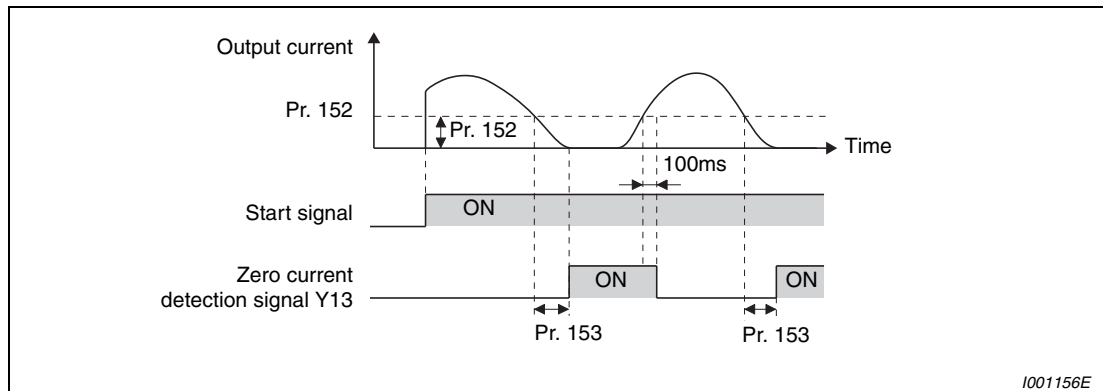 Output current
Pr. 152
Pr. 152
Time
100ms
Start signal
ON
Zero current
detection signal Y13
ON
ON
Pr. 153
Pr. 153
I001156E